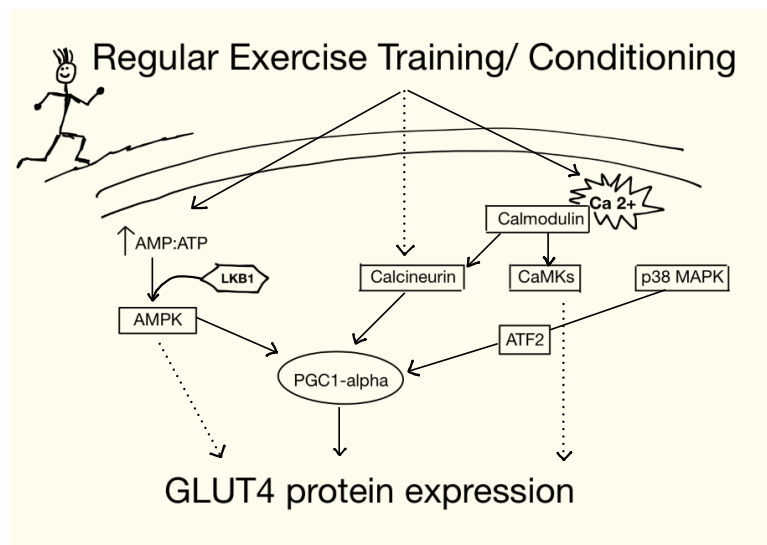 Regular Exercise Training/ Conditioning
Ca 2+
Calmodulin
AMP:ATP
LKB1
Calcineurin
CaMKs
p38 MAPK
AMPK
ATF2
PGC1-alpha
GLUT4 protein expression